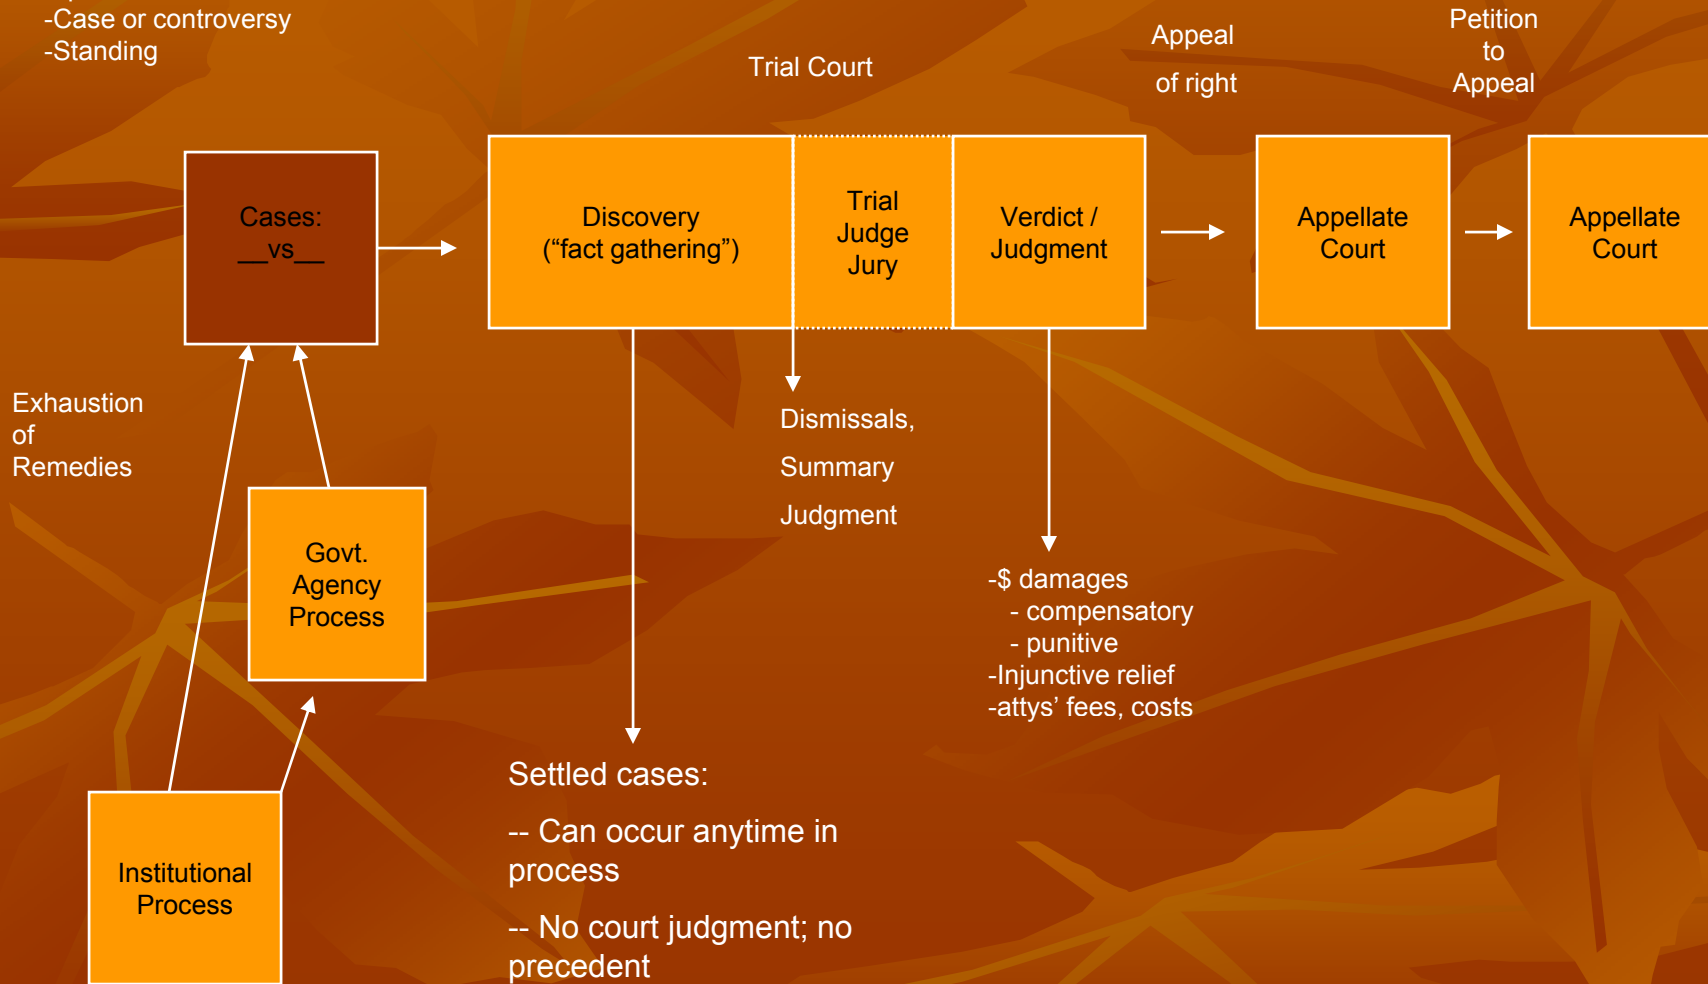 -Case or controversy
-Standing
Trial Court
Appeal
of right
Petition
to
Appeal
Cases:
__vs__
Discovery
(“fact gathering”)
Trial
Judge
Jury
Verdict /
Judgment
Appellate
Court
Appellate
Court
Exhaustion
of
Remedies
Dismissals,
Summary
Judgment
Govt.
Agency
Process
-$ damages
- compensatory
- punitive
-Injunctive relief
-attys’ fees, costs
Settled cases:
-- Can occur anytime in
process
-- No court judgment; no
precedent
Institutional
Process